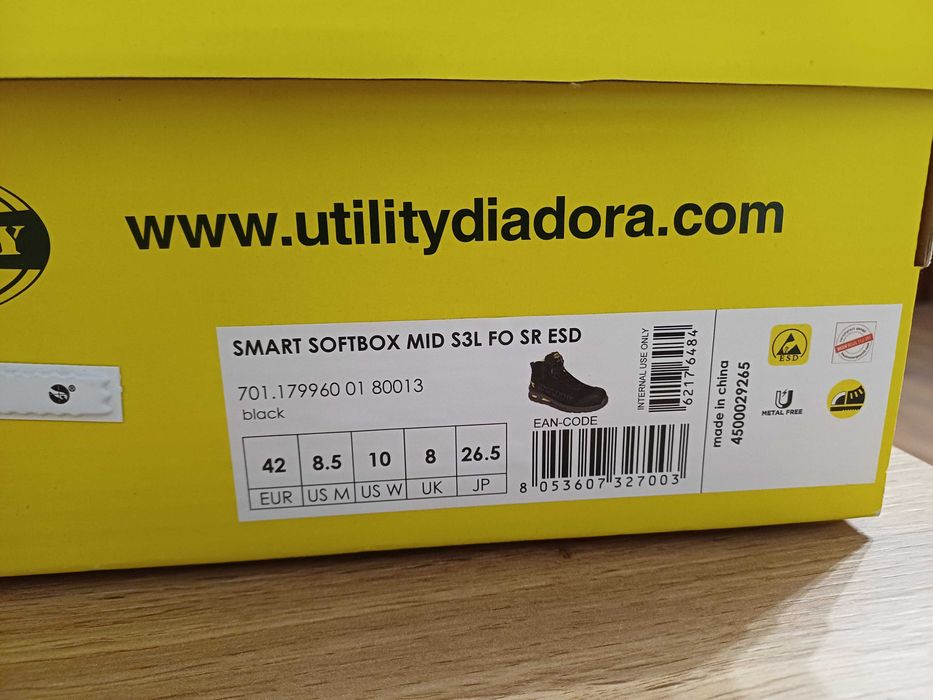 www.utilitydiadora.com
SMART SOFTBOX MID S3L FO SR ESD
701.179960 01 80013
black
42 8.5 10 8 26.5
EUR US M US W UK JP
EAN-CODE
8 053607 327003
INTERNAL USE ONLY
62176484
made in china
4500029265
ESD
METAL FREE